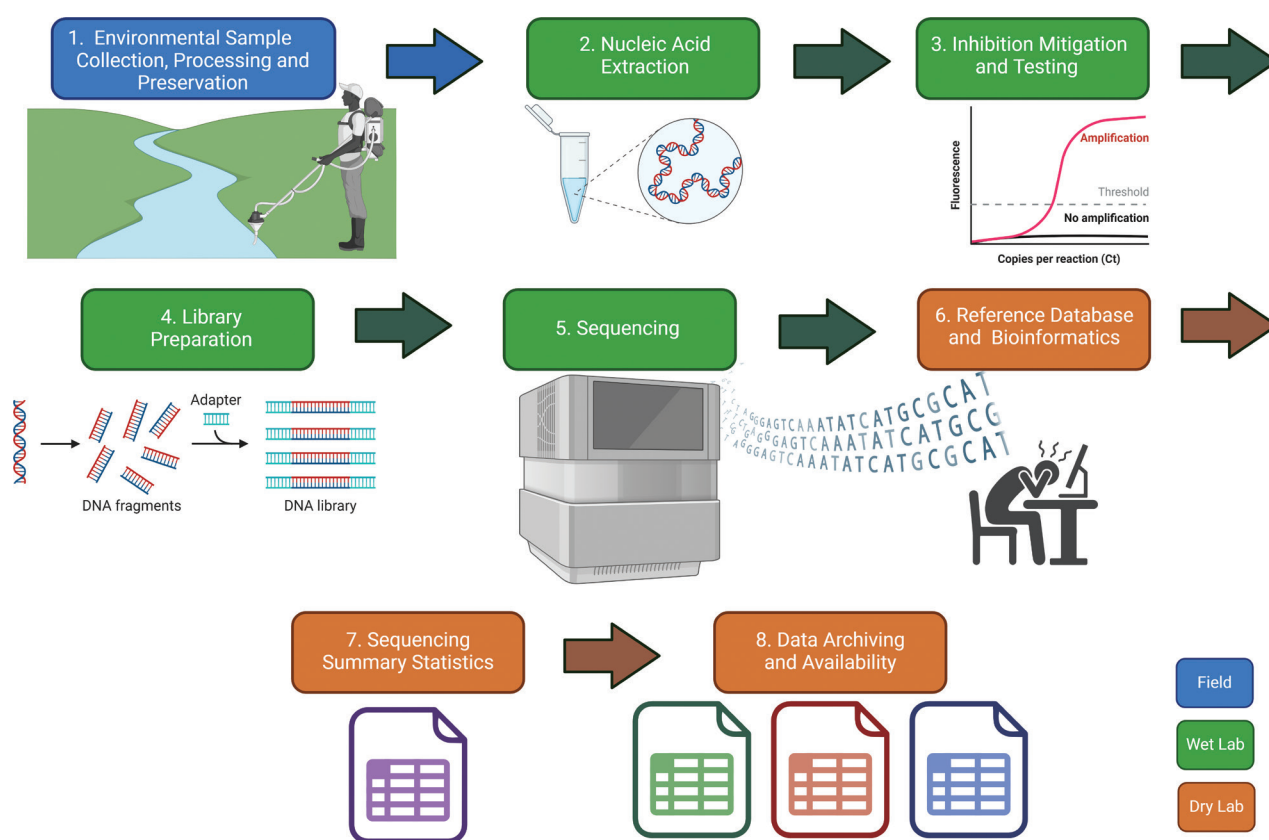 1. Environmental Sample
Collection, Processing and
Preservation
2. Nucleic Acid
Extraction
3. Inhibition Mitigation
and Testing
Fluorescence
Amplification
Threshold
No amplification
Copies per reaction (Ct)
4. Library
Preparation
5. Sequencing
6. Reference Database
and Bioinformatics
Adapter
DNA fragments
DNA library
AGGGAGTCAAATATCATGCGCAT
GAGGGAGTCAAATATCATGCG
AGGGAGTCAAATATCATGCGCAT
7. Sequencing
Summary Statistics
8. Data Archiving
and Availability
Field
Wet Lab
Dry Lab